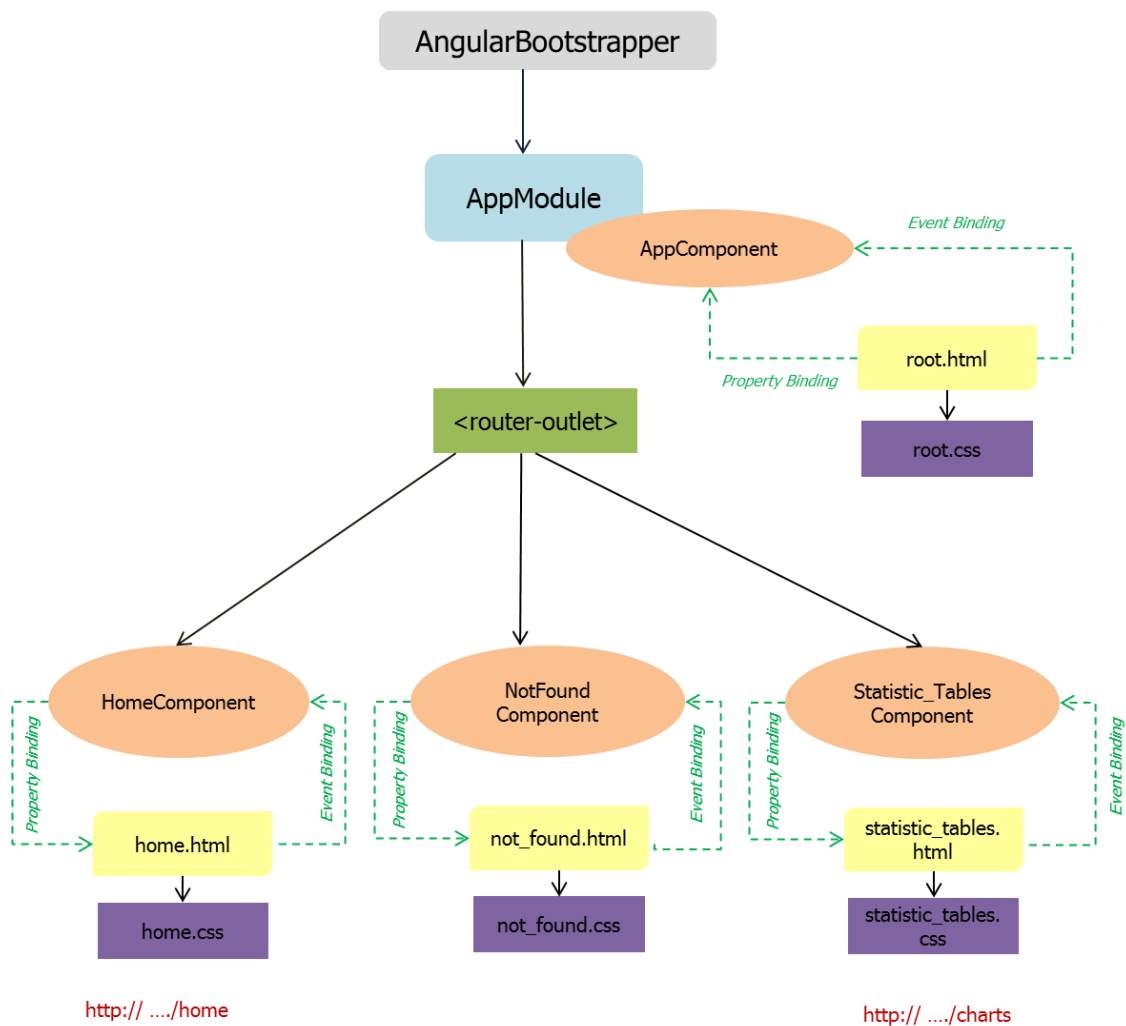 AngularBootstrapper
AppModule
AppComponent
Event Binding
Property Binding
root.html
root.css
<router-outlet>
HomeComponent
Property Binding
Event Binding
home.html
home.css
http:// …./home
NotFound
Component
Property Binding
Event Binding
not_found.html
not_found.css
Statistic_Tables
Component
Property Binding
Event Binding
statistic_tables.
html
statistic_tables.
css
http:// …./charts